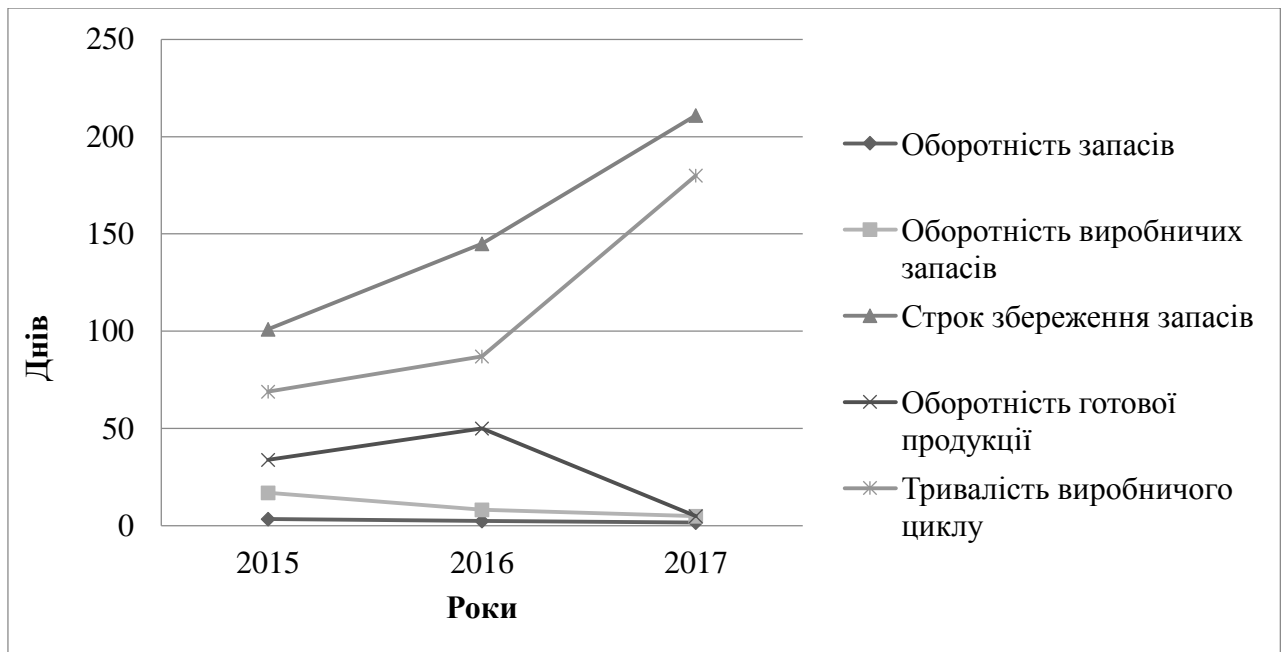 250
200
150
100
50
0
Днів
2015
2016
2017
Роки
Оборотність запасів
Оборотність виробничих
запасів
Строк збереження запасів
Оборотність готової
продукції
Тривалість виробничого
циклу